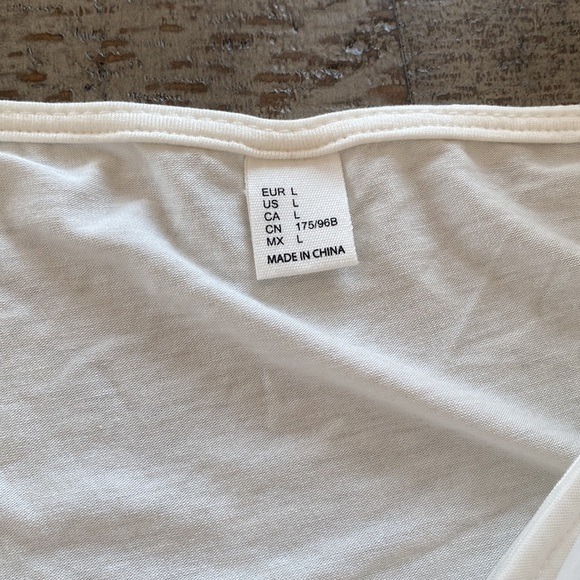 EUR L
US L
CA L
CN 175/96B
MX L
MADE IN CHINA